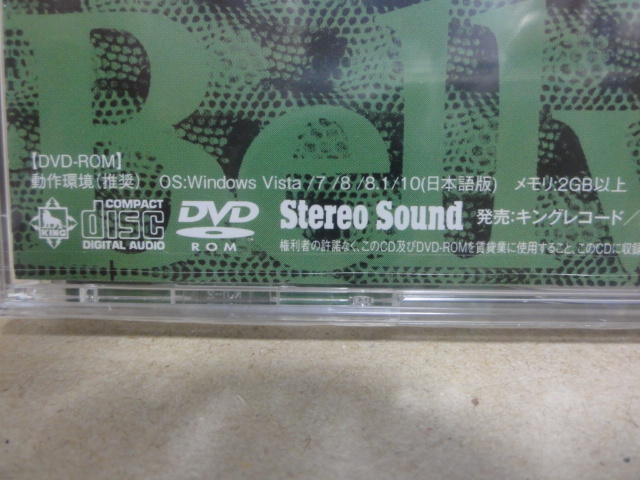 Bell
【DVD-ROM】
動作環境(推奨) OS:Windows Vista /7 /8 /8.1/10(日本語版) メモリ:2GB以上
KING
COMPACT
disc
DIGITAL AUDIO
DVD
ROM
Stereo Sound
発売:キングレコード/
権利者の許諾なく、このCD及びDVD-ROMを賃貸業に使用すること、このCDに収録